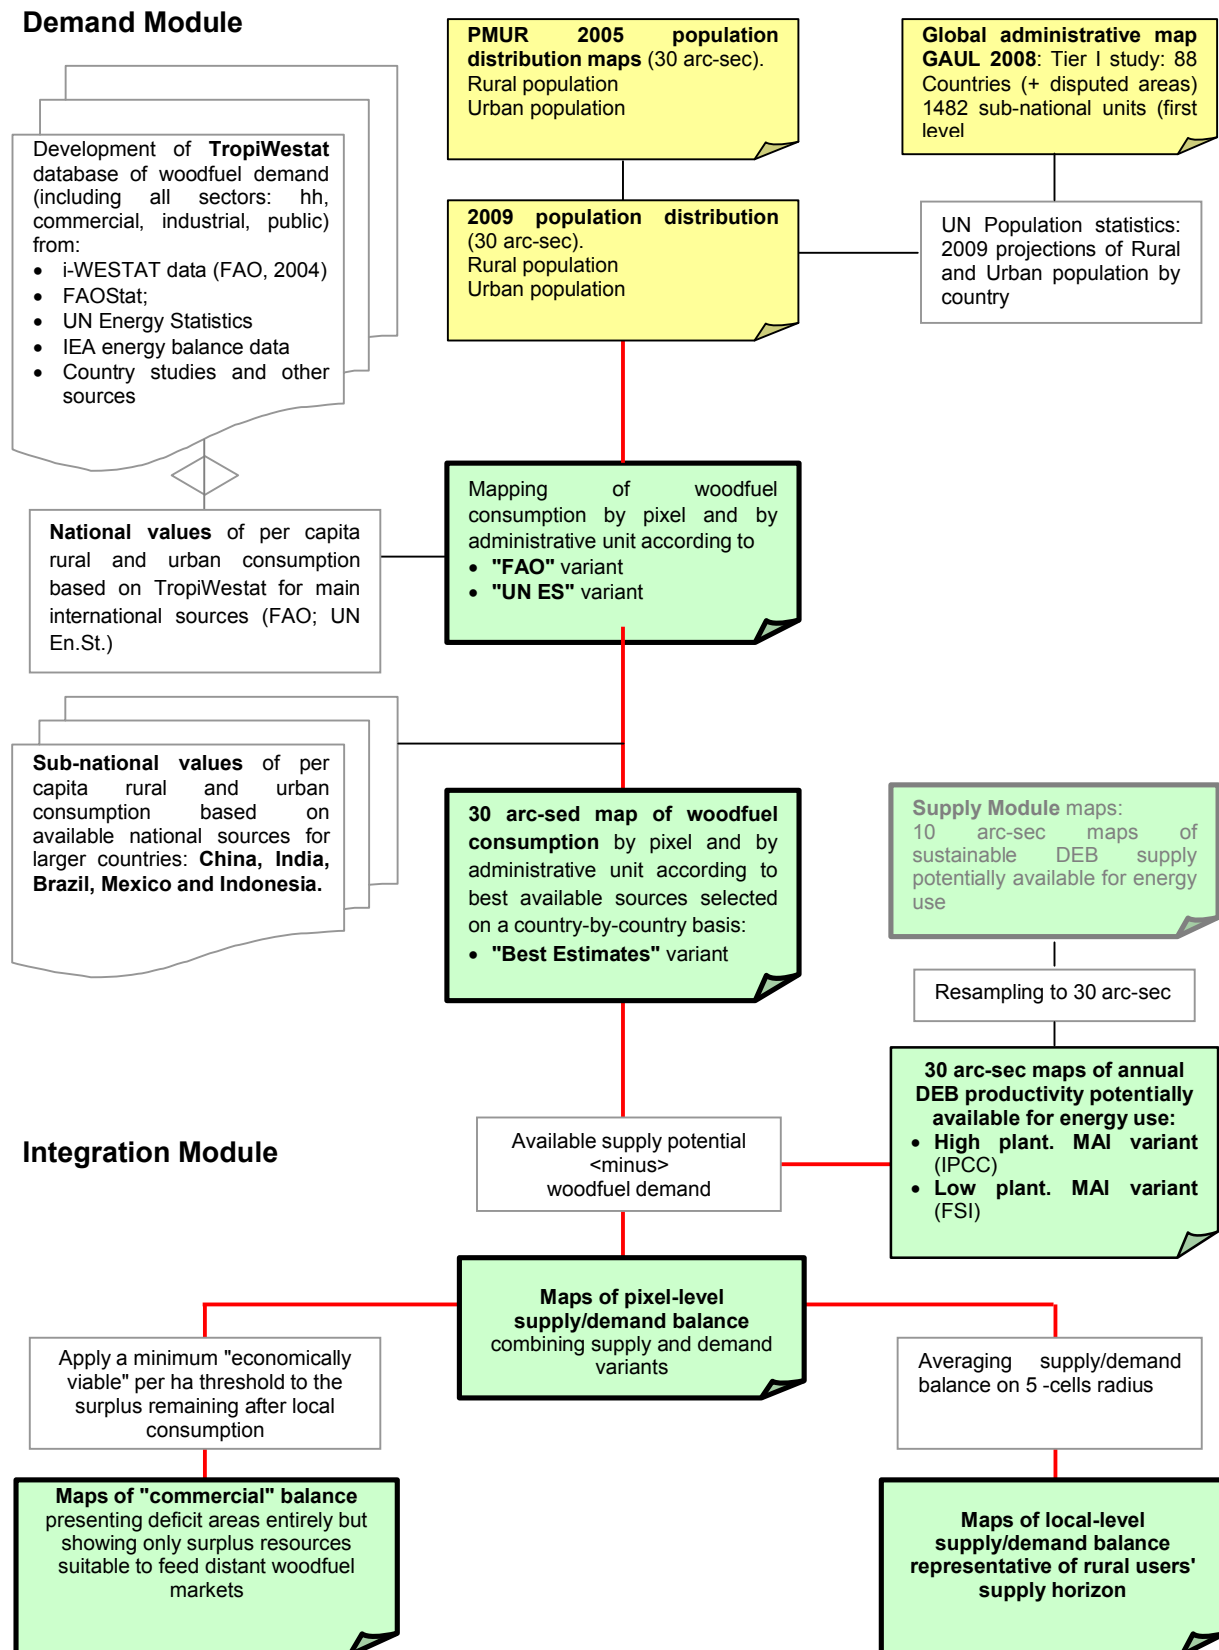 Demand Module
PMUR 2005 population
distribution maps (30 arc-sec).
Rural population
Urban population
Global administrative map
GAUL 2008: Tier I study: 88
Countries (+ disputed areas)
1482 sub-national units (first
level
Development of TropiWestat
database of woodfuel demand
(including all sectors: hh,
commercial, industrial, public)
from:
• i-WESTAT data (FAO, 2004)
• FAOStat;
• UN Energy Statistics
• IEA energy balance data
• Country studies and other
sources
2009 population distribution
(30 arc-sec).
Rural population
Urban population
UN Population statistics:
2009 projections of Rural
and Urban population by
country
Mapping of woodfuel
consumption by pixel and by
administrative unit according to
• "FAO" variant
• "UN ES" variant
National values of per capita
rural and urban consumption
based on TropiWestat for main
international sources (FAO; UN
En.St.)
Sub-national values of per
capita rural and urban
consumption based on
available national sources for
larger countries: China, India,
Brazil, Mexico and Indonesia.
30 arc-sed map of woodfuel
consumption by pixel and by
administrative unit according to
best available sources selected
on a country-by-country basis:
• "Best Estimates" variant
Supply Module maps:
10 arc-sec maps of
sustainable DEB supply
potentially available for energy
use
Resampling to 30 arc-sec
30 arc-sec maps of annual
DEB productivity potentially
available for energy use:
• High plant. MAI variant
(IPCC)
• Low plant. MAI variant
(FSI)
Integration Module
Available supply potential
<minus>
woodfuel demand
Maps of pixel-level
supply/demand balance
combining supply and demand
variants
Apply a minimum "economically
viable" per ha threshold to the
surplus remaining after local
consumption
Averaging supply/demand
balance on 5 -cells radius
Maps of "commercial" balance
presenting deficit areas entirely but
showing only surplus resources
suitable to feed distant woodfuel
markets
Maps of local-level
supply/demand balance
representative of rural users'
supply horizon